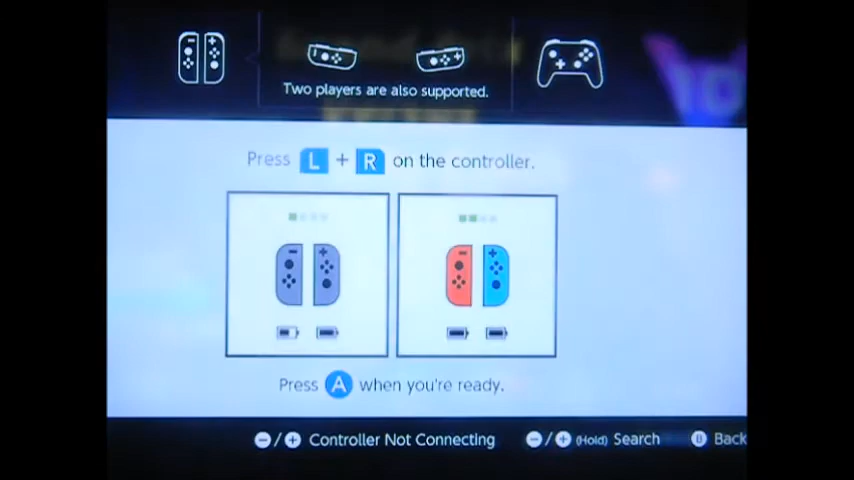 Two players are also supported.
Press L + R on the controller.
Press A when you're ready.
−/+ Controller Not Connecting −/+ (Hold) Search B Back